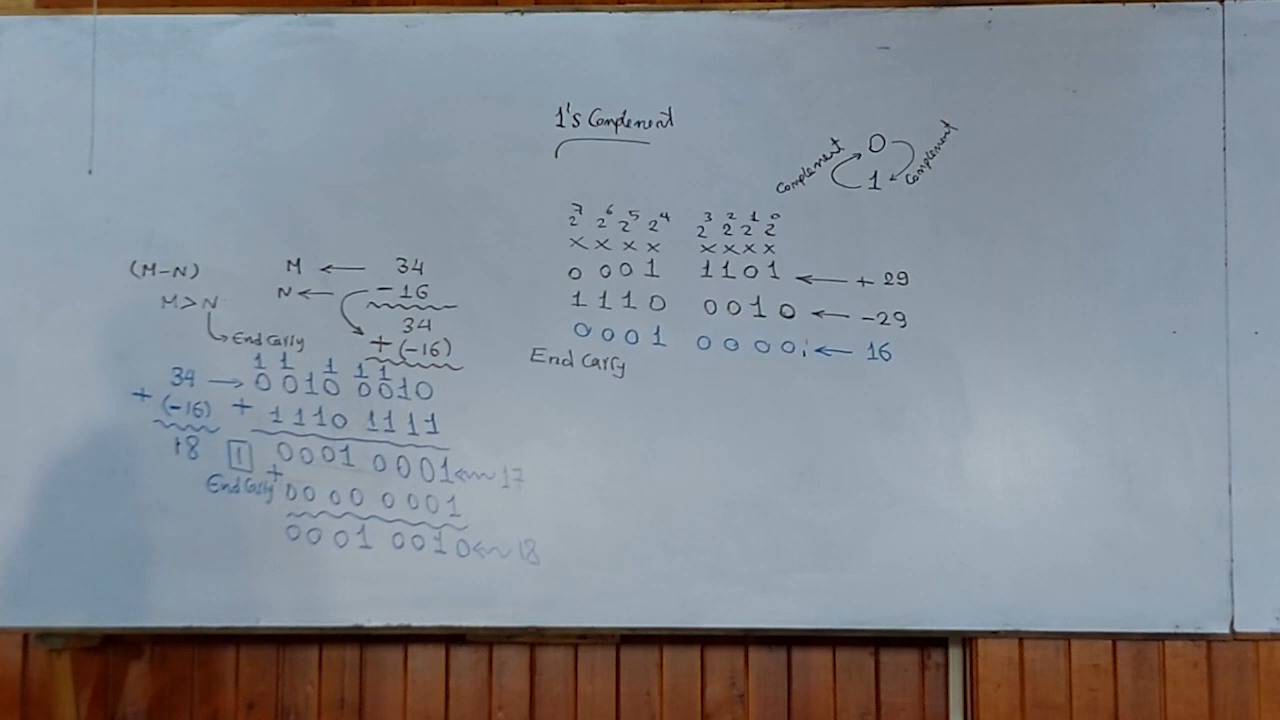 1's Complement
0
1
Complement
Complement
2^7 2^6 2^5 2^4 2^3 2^2 2^1 2^0
x x x x x x x x
0 0 0 1 1 1 0 1 ← + 29
1 1 1 0 0 0 1 0 ← -29
0 0 0 1 0 0 0 0 ← 16
End Carry
(M-N)
M>N
End Carry
M ← 34
N ← - 16
34
+ (-16)
1 1 1 1 1
34 → 0 0 1 0 0 0 1 0
+ (-16) + 1 1 1 0 1 1 1 1
18 1 0 0 0 1 0 0 0 1 ← 17
End Carry + 0 0 0 0 0 0 0 1
0 0 0 1 0 0 1 0 ← 18